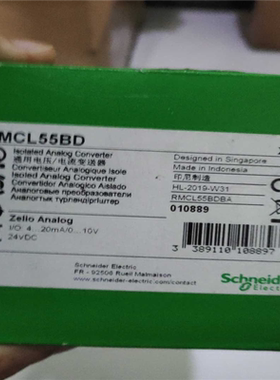 MCL55BD
Isolated Analog Converter
通用电压/电流变送器
Convertisseur Analogique Isole
Isolated Analog Converter
Convertidor Analogico Aislado
Аналоговые преобразователи
Zelio Analog
I/O: 4...20mA/0...10V
24VDC
Designed in Singapore
Made in Indonesia
印尼制造
HL-2019-W31
RMCL55BDBA
010889
3 389110 108897
Schneider Electric
FR - 92506 Rueil Malmaison
http://www.schneider-electric.com/contact
Schneider
Elect